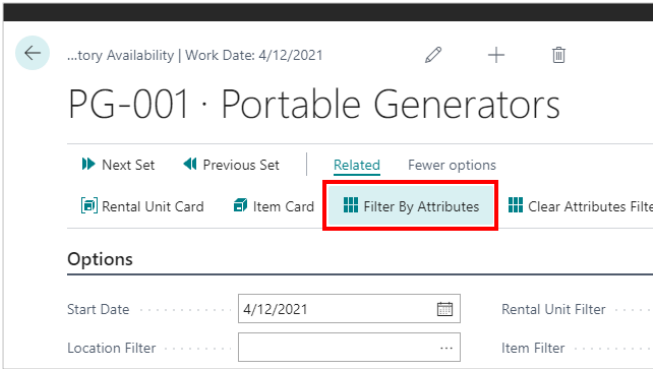 ...tory Availability | Work Date: 4/12/2021
PG-001 · Portable Generators
Next Set Previous Set Related Fewer options
Rental Unit Card Item Card Filter By Attributes Clear Attributes Filte
Options
Start Date 4/12/2021 Rental Unit Filter
Location Filter ... Item Filter